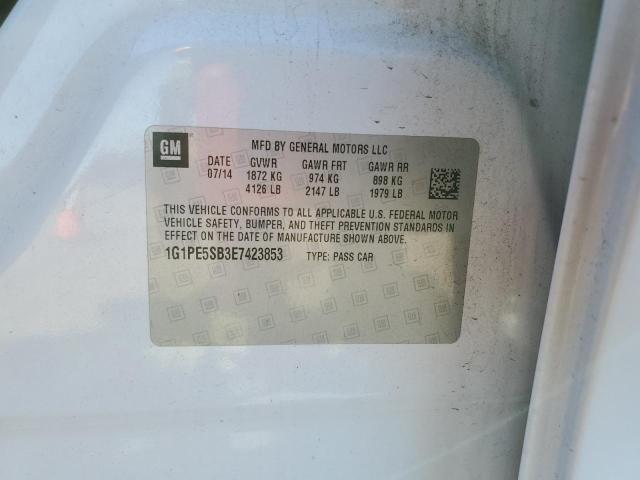 GM
MFD BY GENERAL MOTORS LLC
DATE GVWR GAWR FRT GAWR RR
07/14 1872 KG 974 KG 898 KG
4126 LB 2147 LB 1979 LB
THIS VEHICLE CONFORMS TO ALL APPLICABLE U.S. FEDERAL MOTOR
VEHICLE SAFETY, BUMPER, AND THEFT PREVENTION STANDARDS IN
EFFECT ON THE DATE OF MANUFACTURE SHOWN ABOVE.
1G1PE5SB3E7423853 TYPE: PASS CAR